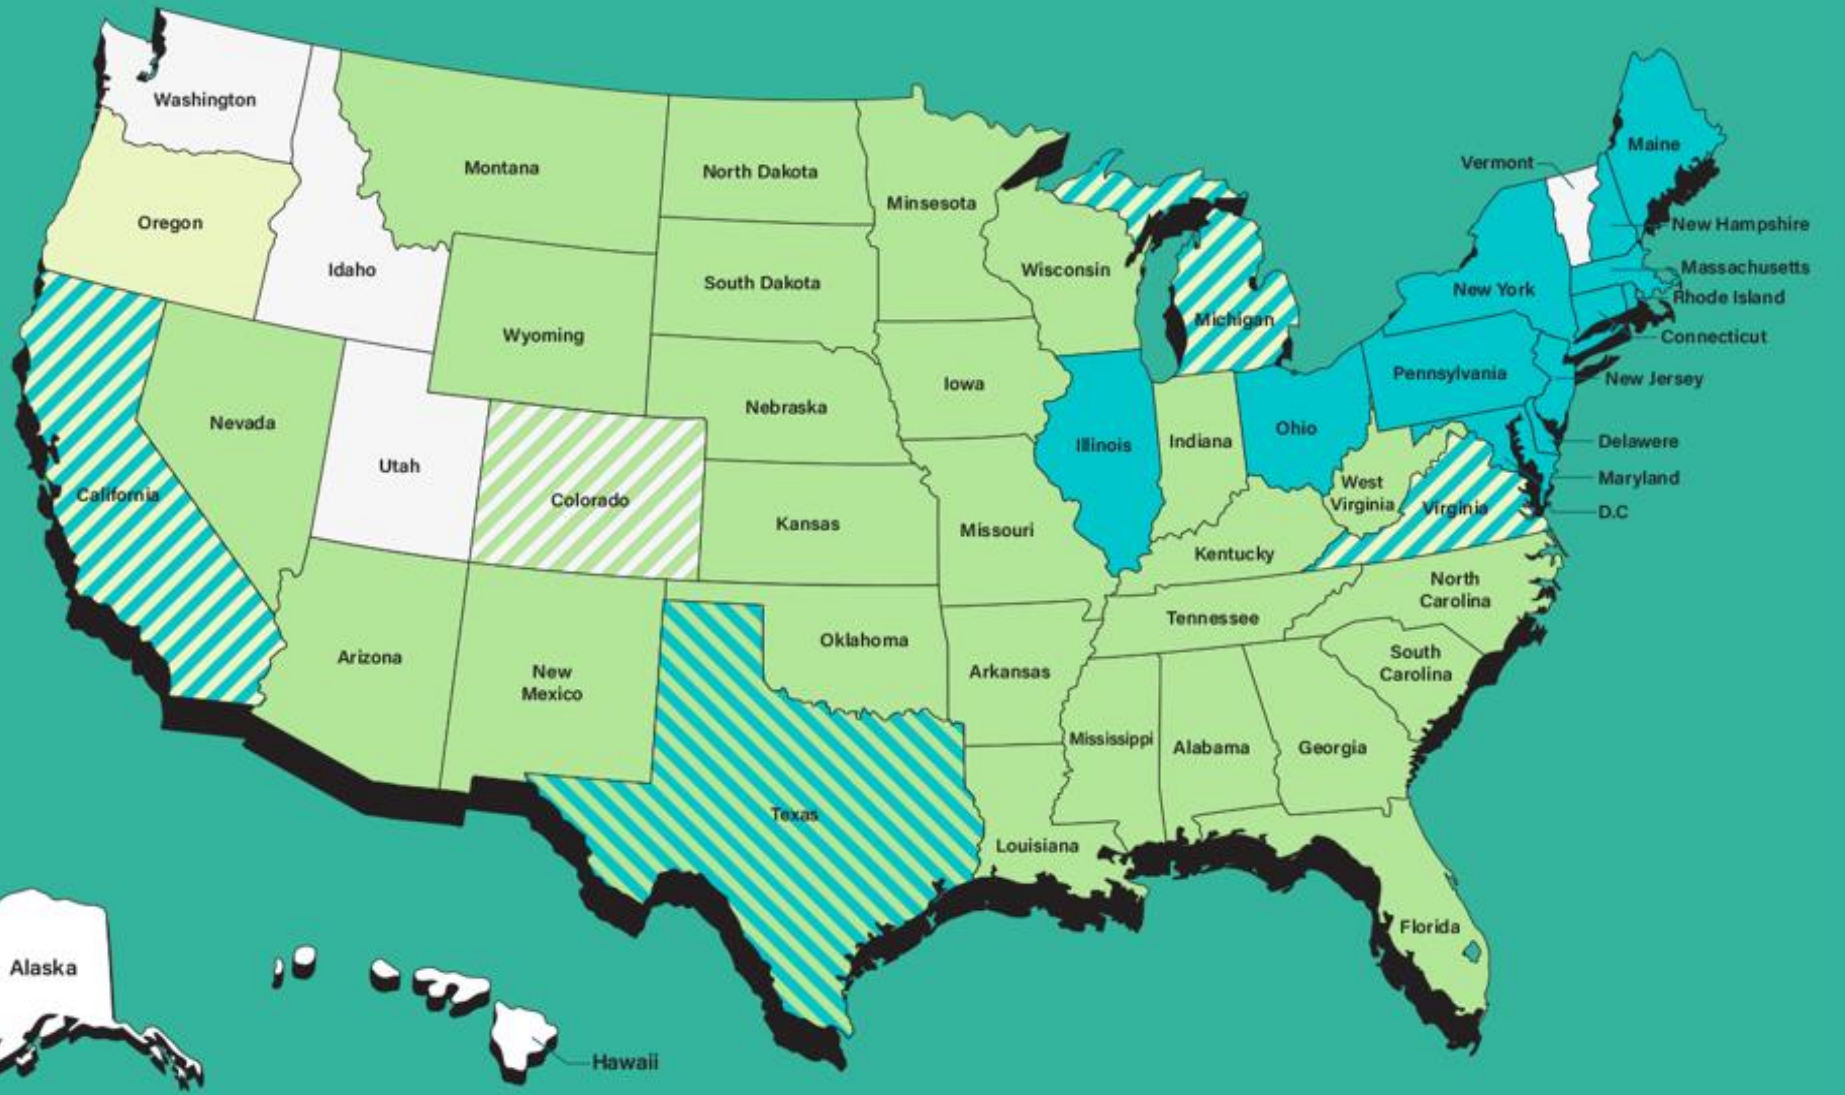 Washington
Montana
North Dakota
Minsesota
Maine
Vermont
Oregon
Idaho
South Dakota
Wisconsin
New Hampshire
Massachusetts
Rhode Island
New York
Michigan
Connecticut
Wyoming
Iowa
Pennsylvania
New Jersey
Nevada
Nebraska
Illinois
Indiana
Ohio
Delawere
Utah
California
Colorado
Kansas
Missouri
West
Virginia
Virginia
Maryland
D.C
Kentucky
North
Carolina
Tennessee
Arizona
New
Mexico
Oklahoma
Arkansas
South
Carolina
Mississippi
Alabama
Georgia
Texas
Louisiana
Florida
Alaska
Hawaii